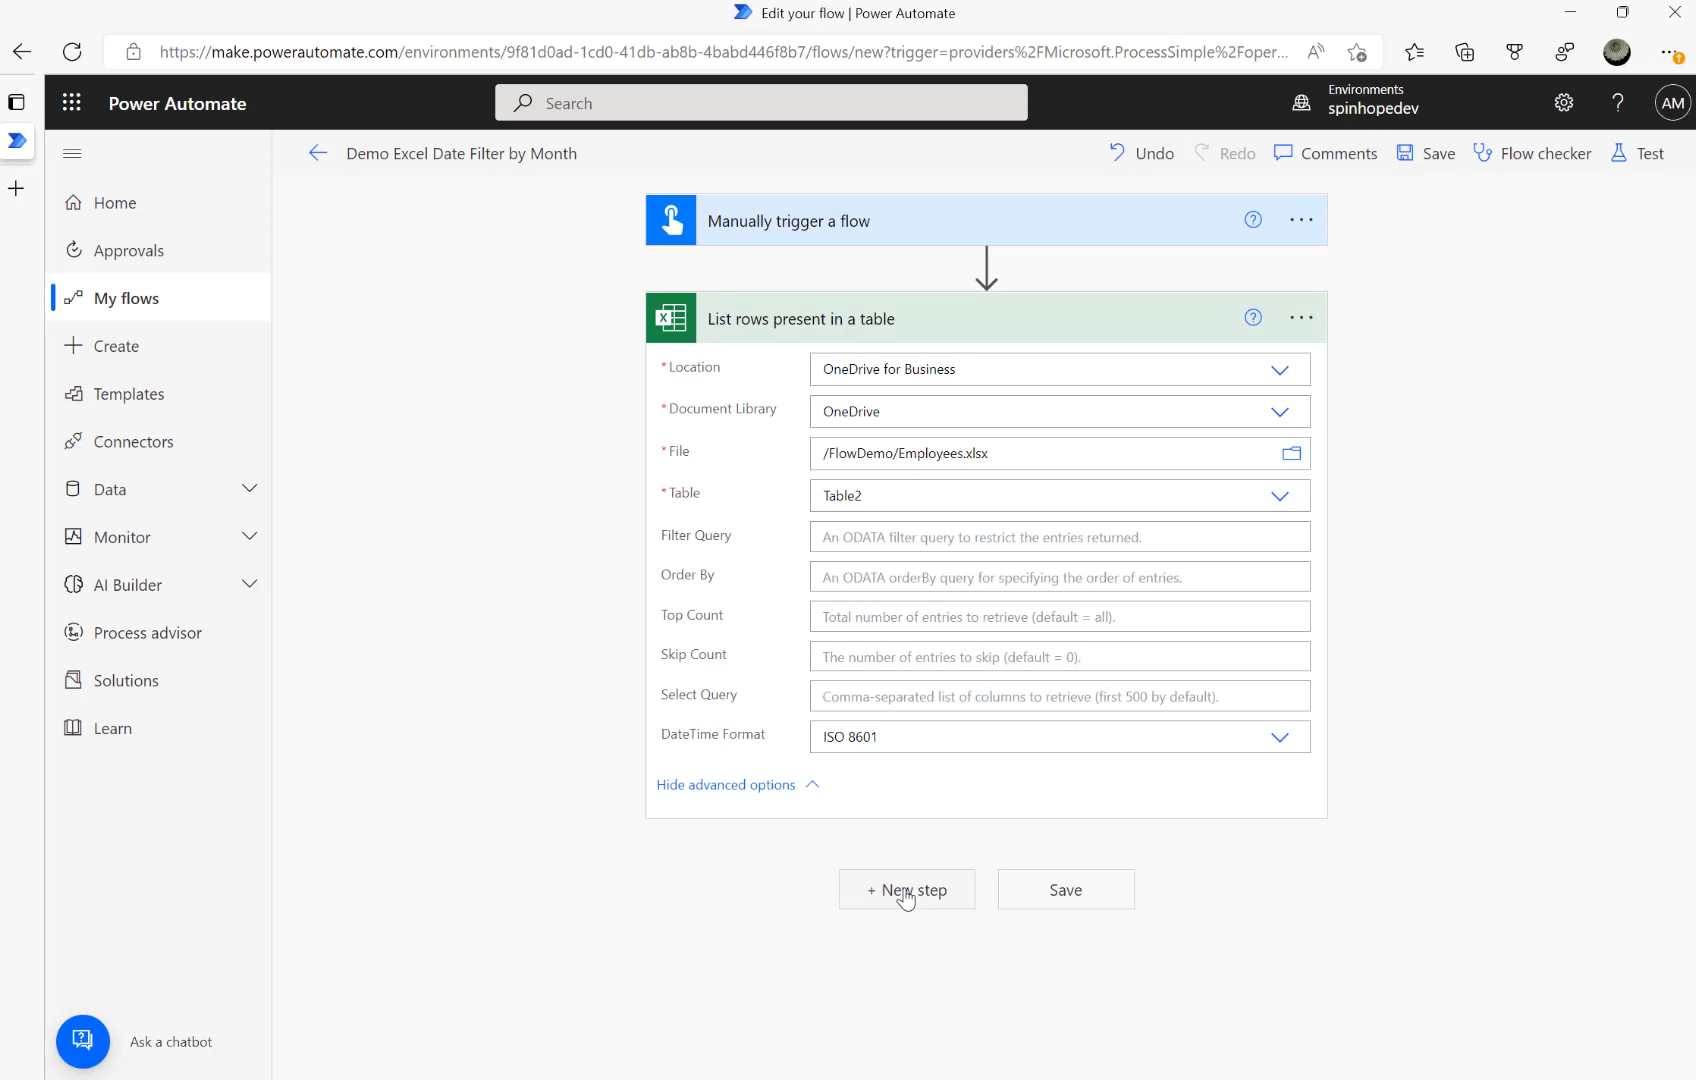 Edit your flow | Power Automate
https://make.powerautomate.com/environments/9f81d0ad-1cd0-41db-ab8b-4babd446f8b7/flows/new?trigger=providers%2FMicrosoft.ProcessSimple%2Foper...
Power Automate
Search
Environments
spinhopedev
?
AM
Demo Excel Date Filter by Month
Undo
Redo
Comments
Save
Flow checker
Test
Home
Approvals
My flows
Create
Templates
Connectors
Data
Monitor
AI Builder
Process advisor
Solutions
Learn
Ask a chatbot
Manually trigger a flow
List rows present in a table
* Location
OneDrive for Business
* Document Library
OneDrive
* File
/FlowDemo/Employees.xlsx
* Table
Table2
Filter Query
An ODATA filter query to restrict the entries returned.
Order By
An ODATA orderBy query for specifying the order of entries.
Top Count
Total number of entries to retrieve (default = all).
Skip Count
The number of entries to skip (default = 0).
Select Query
Comma-separated list of columns to retrieve (first 500 by default).
DateTime Format
ISO 8601
Hide advanced options
+ New step
Save